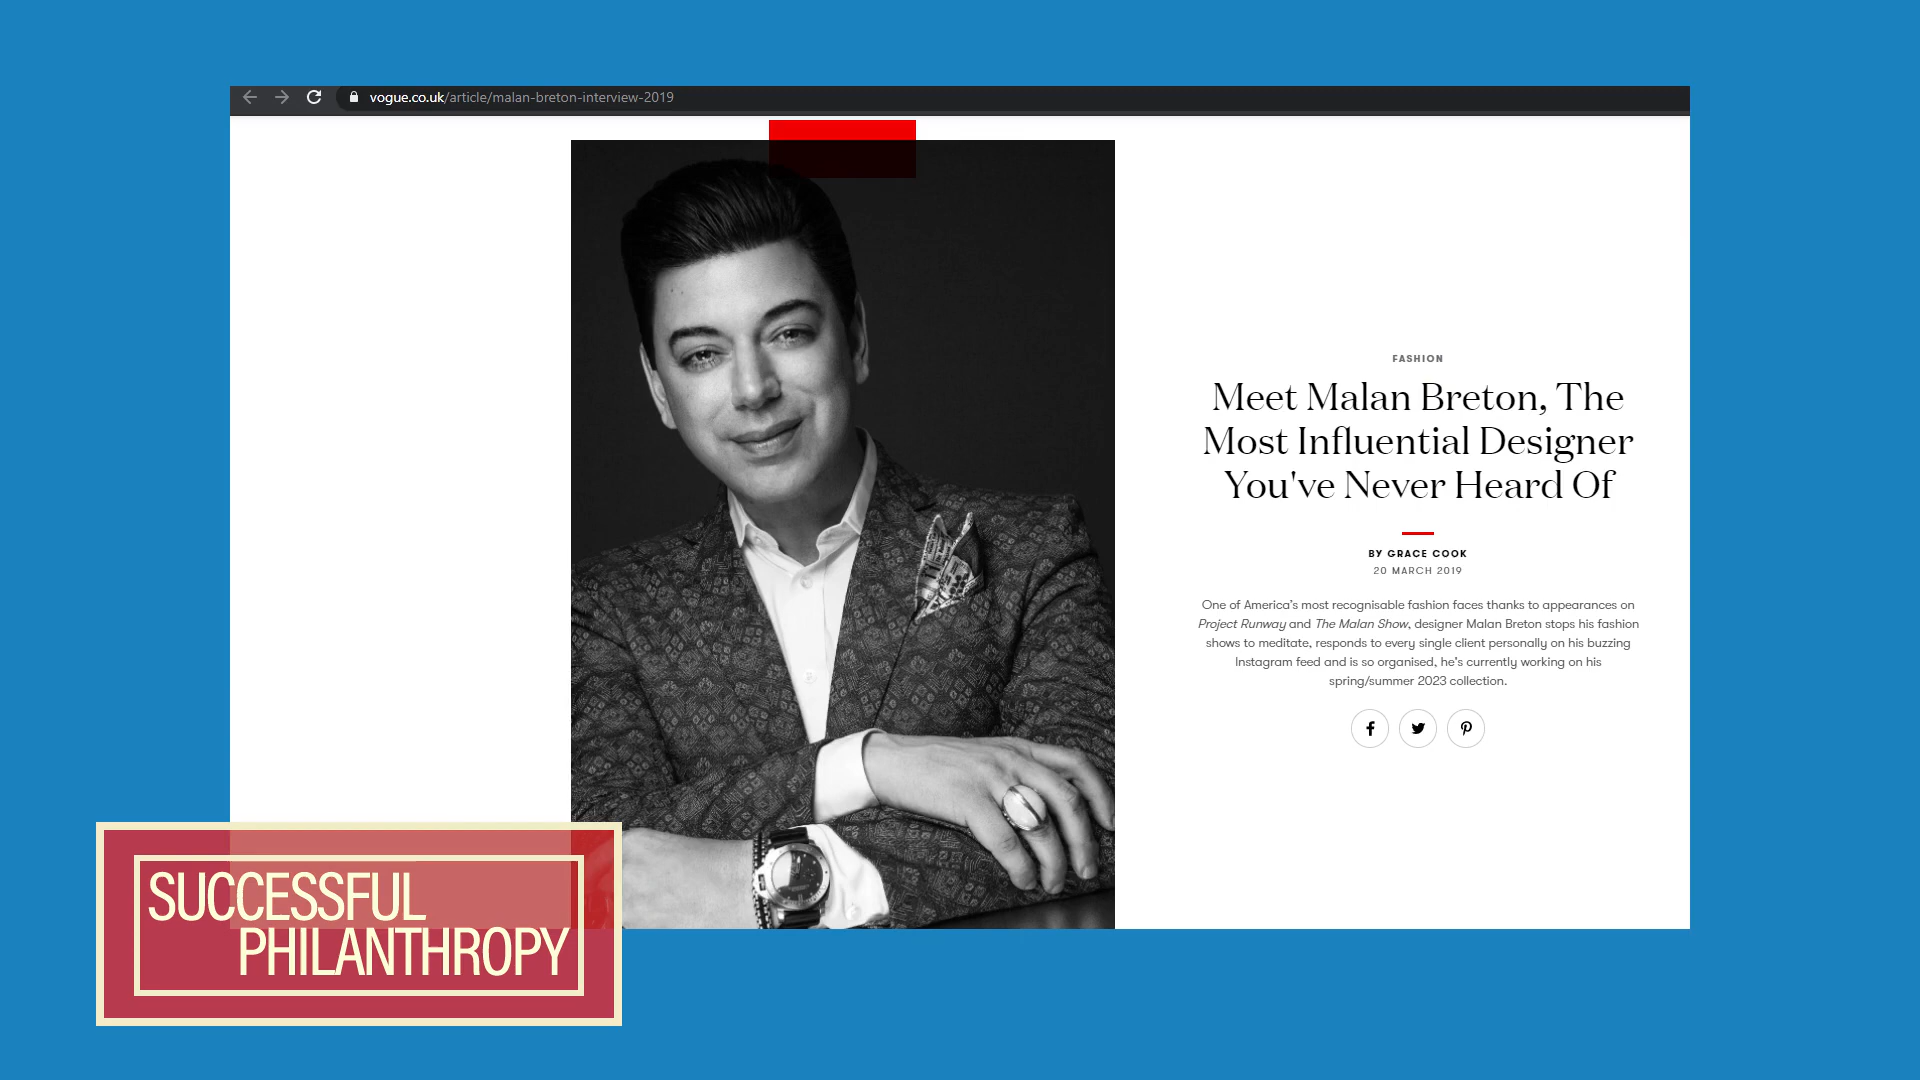 vogue.co.uk/article/malan-breton-interview-2019
FASHION
Meet Malan Breton, The
Most Influential Designer
You've Never Heard Of
BY GRACE COOK
20 MARCH 2019
One of America’s most recognisable fashion faces thanks to appearances on
Project Runway and The Malan Show, designer Malan Breton stops his fashion
shows to meditate, responds to every single client personally on his buzzing
Instagram feed and is so organised, he's currently working on his
spring/summer 2023 collection.
SUCCESSFUL
PHILANTHROPY